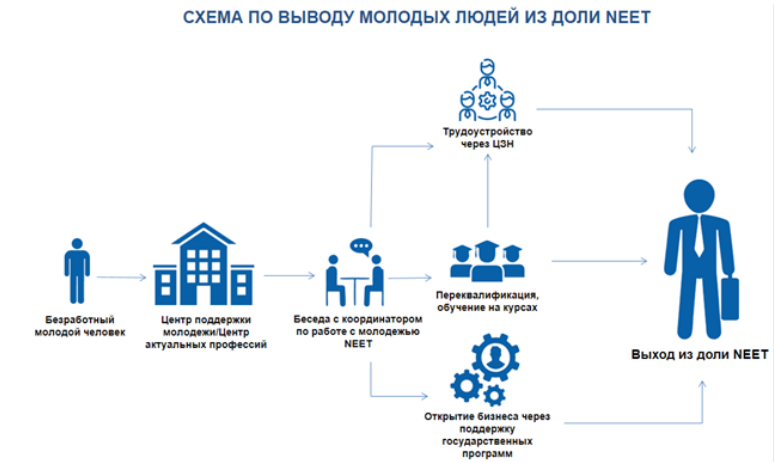 СХЕМА ПО ВЫВОДУ МОЛОДЫХ ЛЮДЕЙ ИЗ ДОЛИ NEET
Трудоустройство
через ЦЗН
Безработный
молодой человек
Центр поддержки
молодежи/Центр
актуальных профессий
Беседа с координатором
по работе с молодежью
NEET
Переквалификация,
обучение на курсах
Открытие бизнеса через
поддержку
государственных
программ
Выход из доли NEET